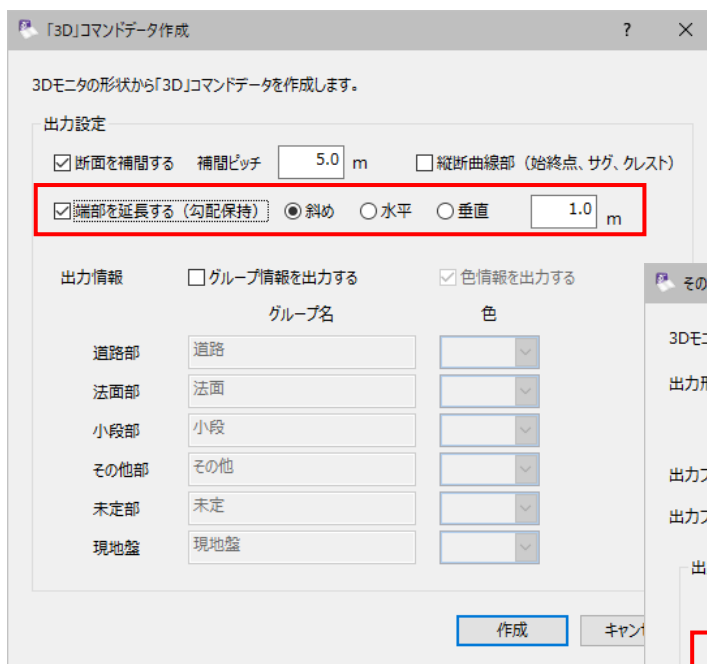 「3D」コマンドデータ作成 ?
3Dモニタの形状から「3D」コマンドデータを作成します。
出力設定
断面を補間する 補間ピッチ 5.0 m 縦断曲線部（始終点、サグ、クレスト）
端部を延長する（勾配保持） 斜め 水平 垂直 1.0 m
出力情報 グループ情報を出力する 色情報を出力する
グループ名 色
道路部 道路
法面部 法面
小段部 小段
その他部 その他
未定部 未定
現地盤 現地盤
作成 キャン
その
3Dモ
出力形
出力フ
出力フ
出